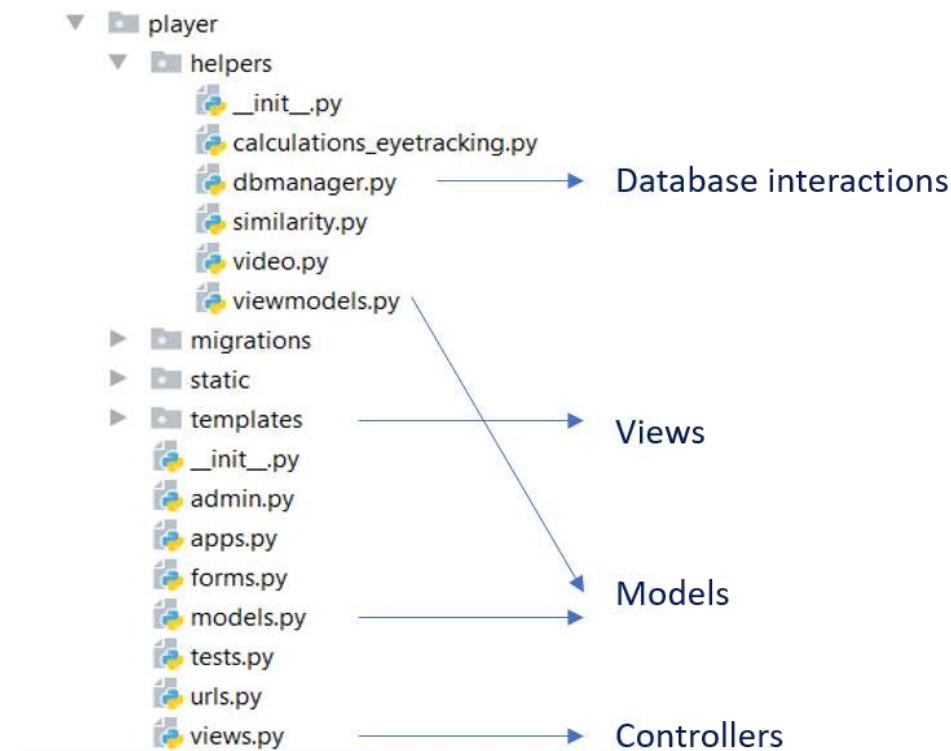 player
helpers
__init__.py
calculations_eyetracking.py
dbmanager.py
Database interactions
similarity.py
video.py
viewmodels.py
migrations
static
templates
Views
__init__.py
admin.py
apps.py
forms.py
Models
models.py
tests.py
urls.py
views.py
Controllers